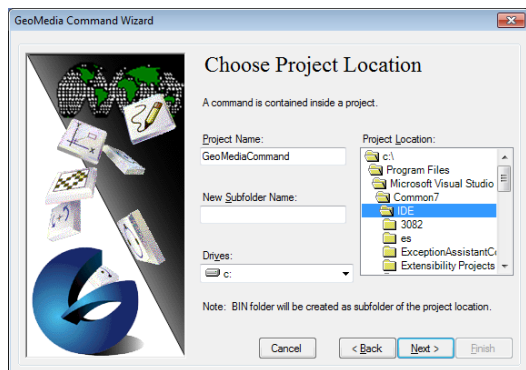 GeoMedia Command Wizard
Choose Project Location
A command is contained inside a project.
Project Name:
GeoMediaCommand
New Subfolder Name:
Drives:
c:
Project Location:
c:\
Program Files
Microsoft Visual Studio
Common7
IDE
3082
es
ExceptionAssistantCo
Extensibility Projects
Note: BIN folder will be created as subfolder of the project location.
Cancel
< Back
Next >
Finish